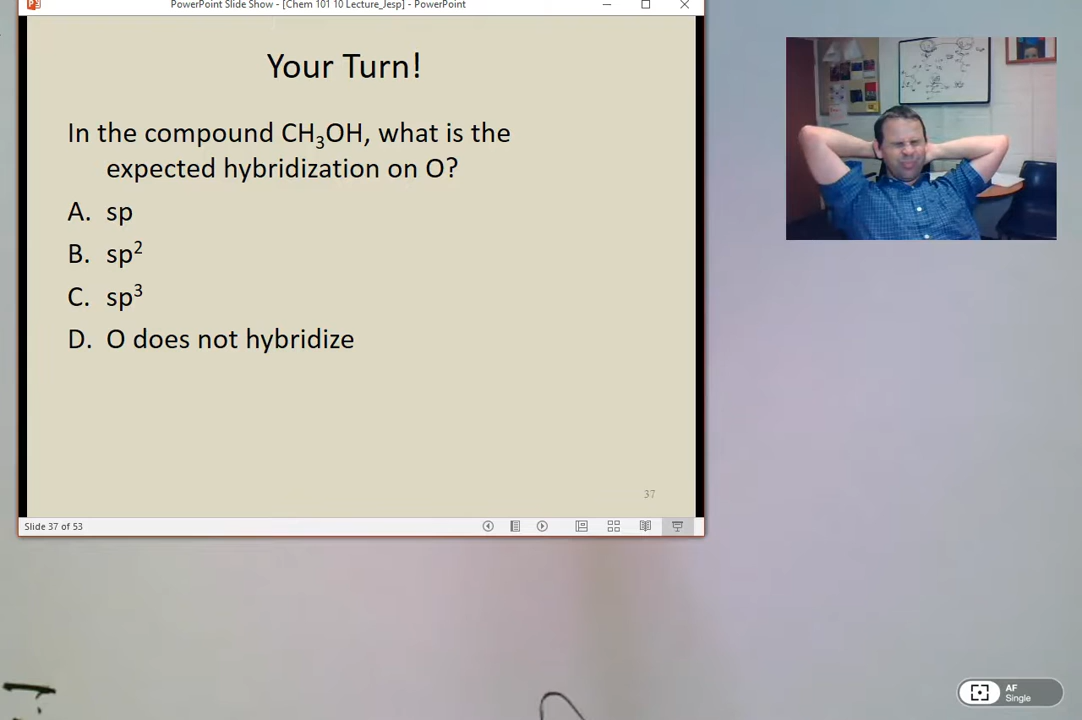 PowerPoint Slide Show - [Chem 101 10 Lecture_Jesp] - PowerPoint
Your Turn!
In the compound CH₃OH, what is the
expected hybridization on O?
A. sp
B. sp²
C. sp³
D. O does not hybridize
37
Slide 37 of 53
AF
Single